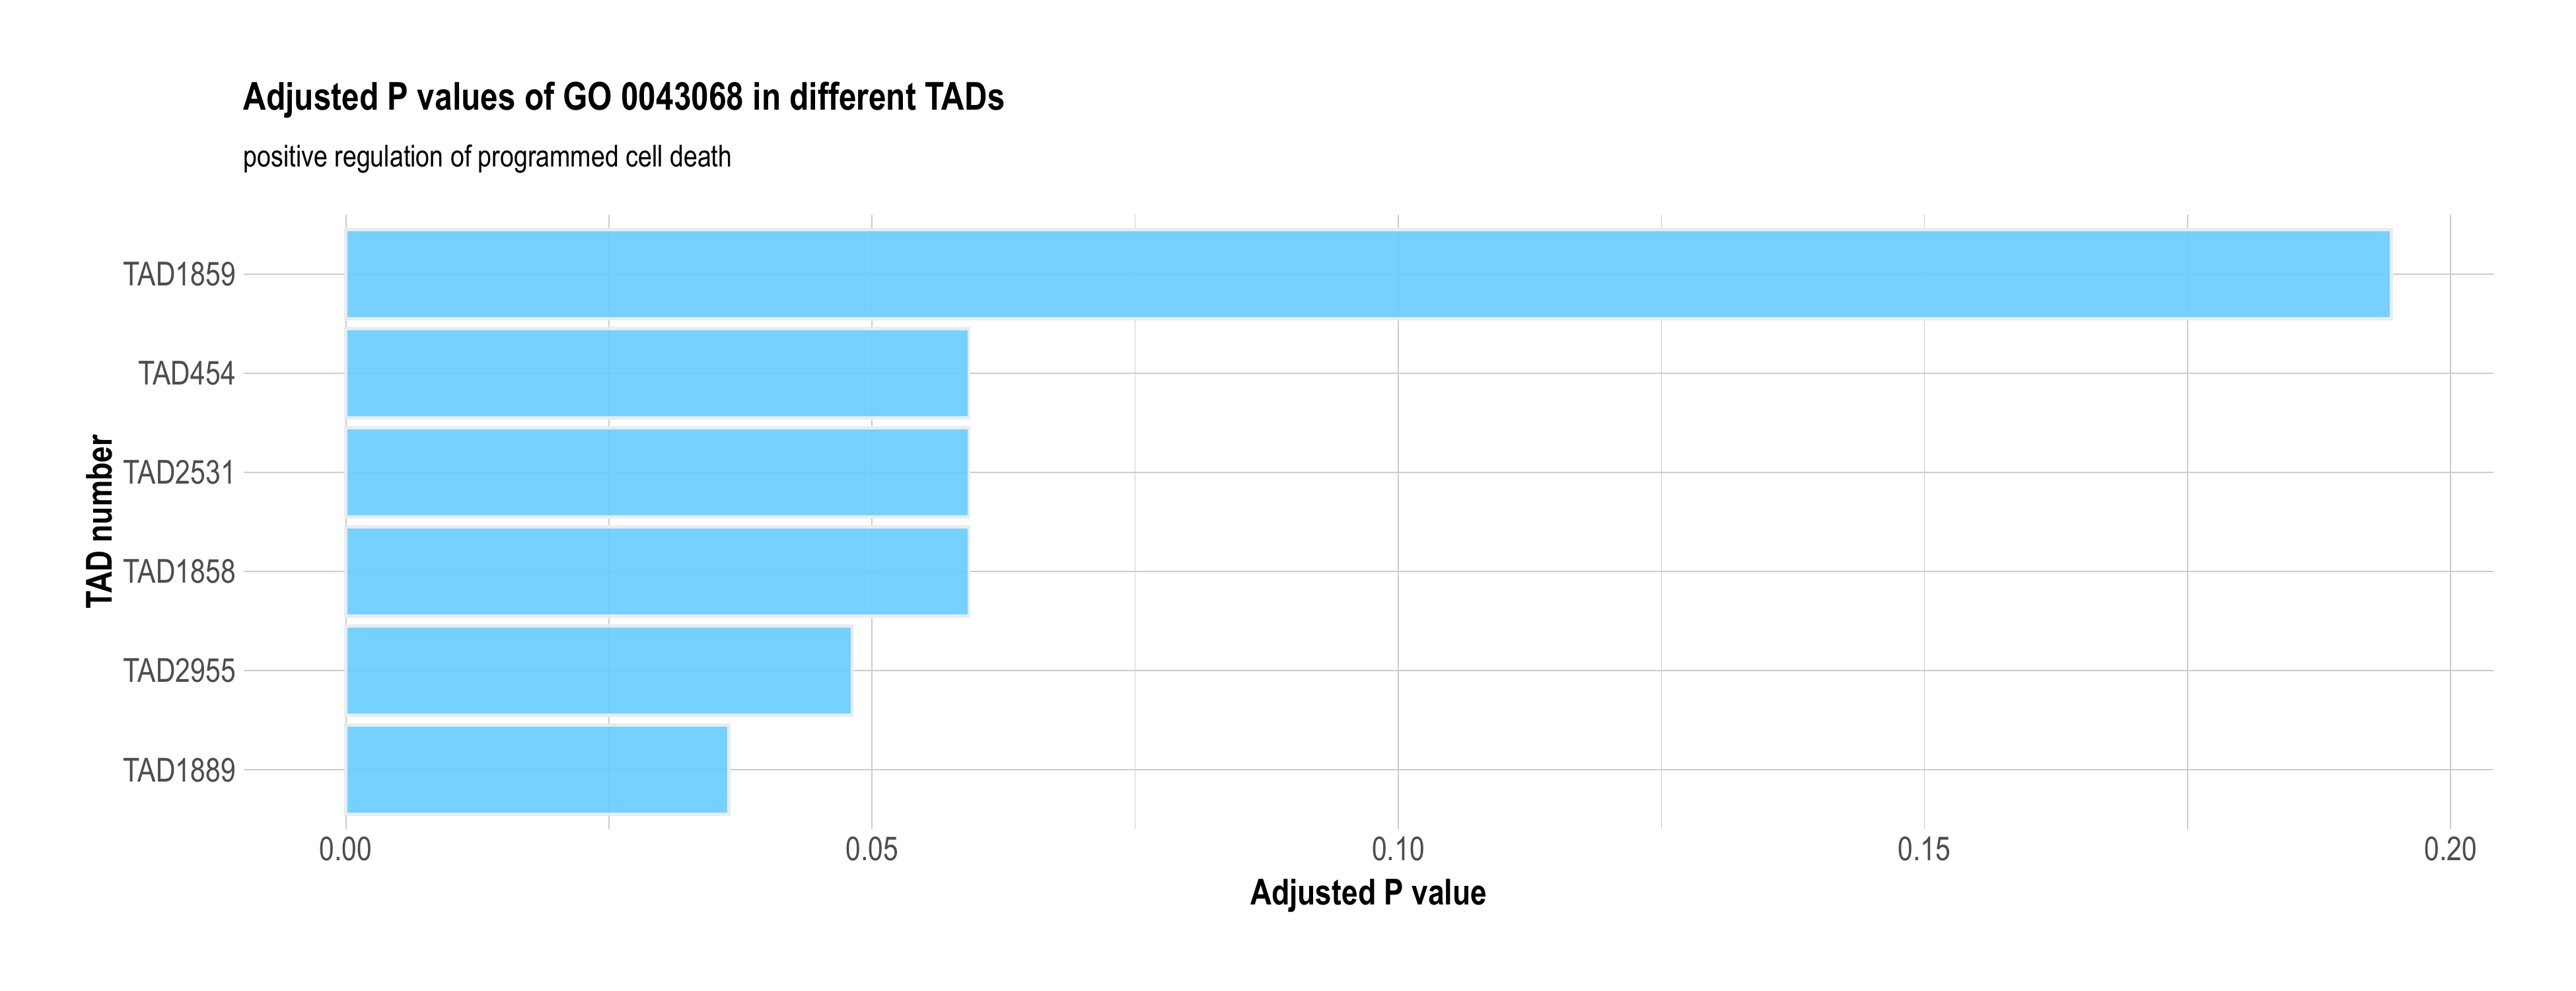 Adjusted P values of GO 0043068 in different TADs
positive regulation of programmed cell death
TAD number
TAD1859
TAD454
TAD2531
TAD1858
TAD2955
TAD1889
0.00 0.05 0.10 0.15 0.20
Adjusted P value